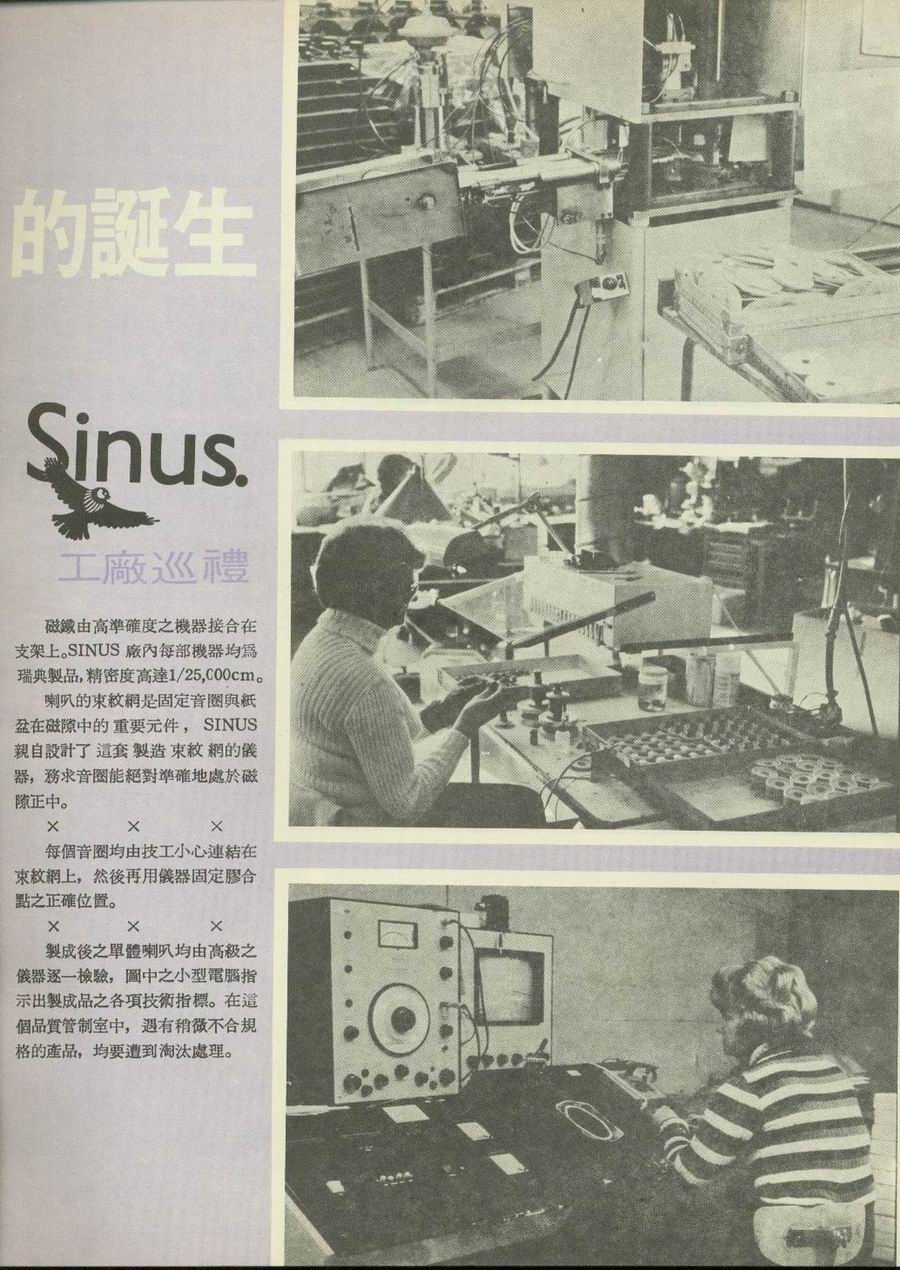 的誕生
Sinus.
工廠巡禮
磁鐵由高準確度之機器接合在
支架上。SINUS 廠內每部機器均為
瑞典製品，精密度高達1/25,000cm。
喇叭的束紋網是固定音圈與紙
盆在磁隙中的重要元件，SINUS
親自設計了這套製造束紋網的儀
器，務求音圈能絕對準確地處於磁
隙正中。
× × ×
每個音圈均由技工小心連結在
束紋網上，然後再用儀器固定膠合
點之正確位置。
× × ×
製成後之單體喇叭均由高級之
儀器逐一檢驗，圖中之小型電腦指
示出製成品之各項技術指標。在這
個品質管制室中，遇有稍微不合規
格的產品，均要遭到淘汰處理。